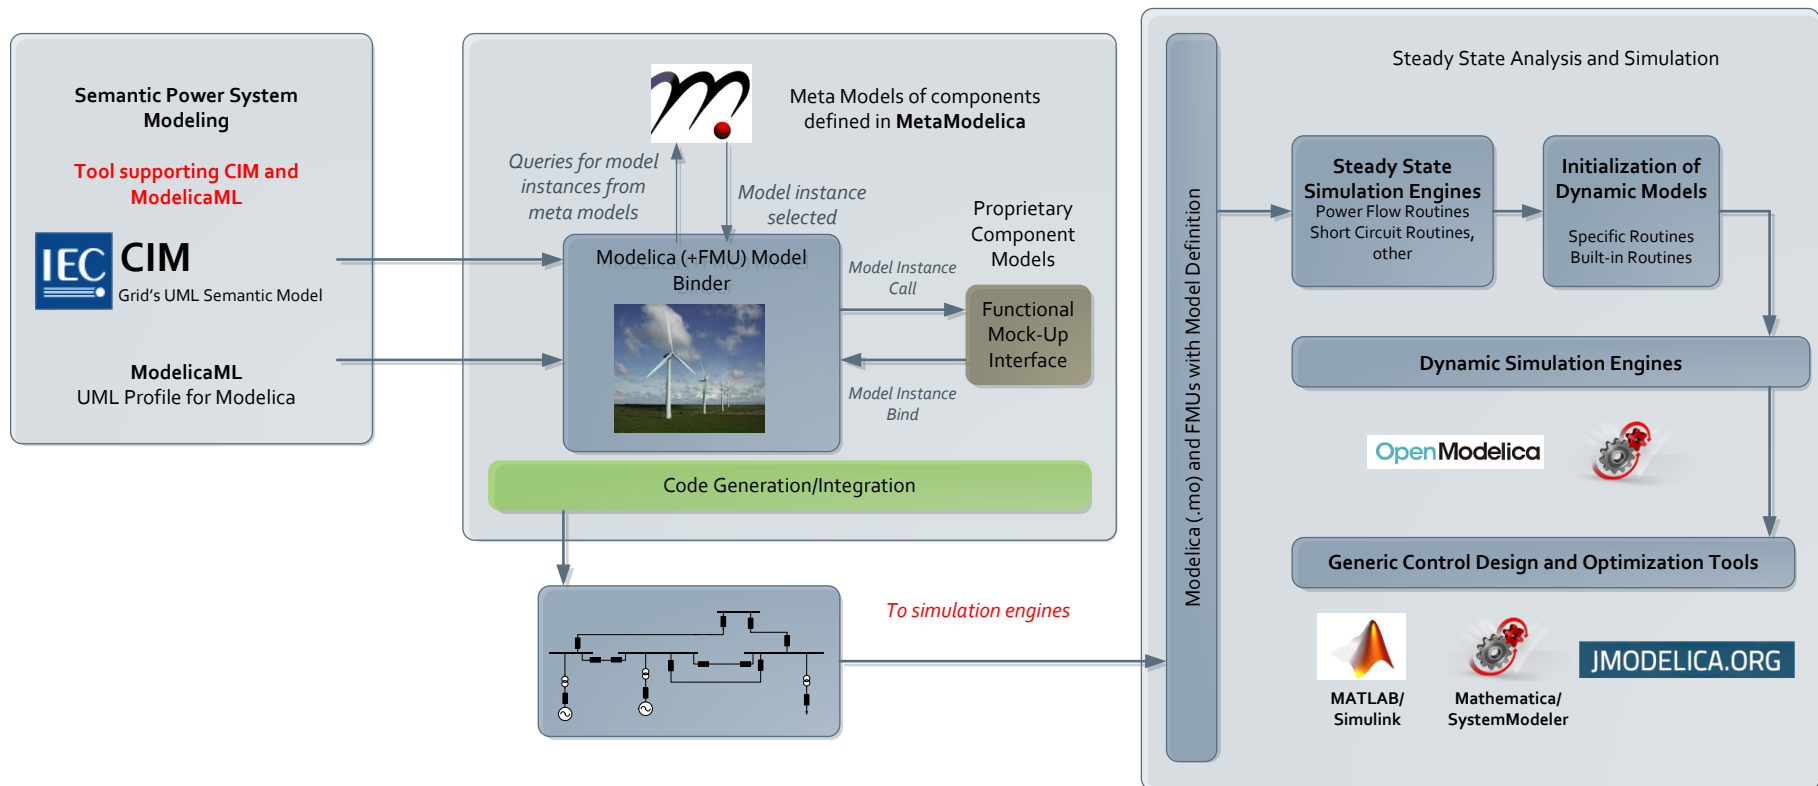 Semantic Power System
Modeling
Tool supporting CIM and
ModelicaML
IEC
CIM
Grid's UML Semantic Model
ModelicaML
UML Profile for Modelica
Meta Models of components
defined in MetaModelica
Queries for model
instances from
meta models
Model instance
selected
Modelica (+FMU) Model
Binder
Model Instance
Call
Model Instance
Bind
Proprietary
Component
Models
Functional
Mock-Up
Interface
Code Generation/Integration
To simulation engines
Modelica (.mo) and FMUs with Model Definition
Steady State Analysis and Simulation
Steady State
Simulation Engines
Power Flow Routines
Short Circuit Routines,
other
Initialization of
Dynamic Models
Specific Routines
Built-in Routines
Dynamic Simulation Engines
OpenModelica
Generic Control Design and Optimization Tools
MATLAB/
Simulink
Mathematica/
SystemModeler
JMODELICA.ORG